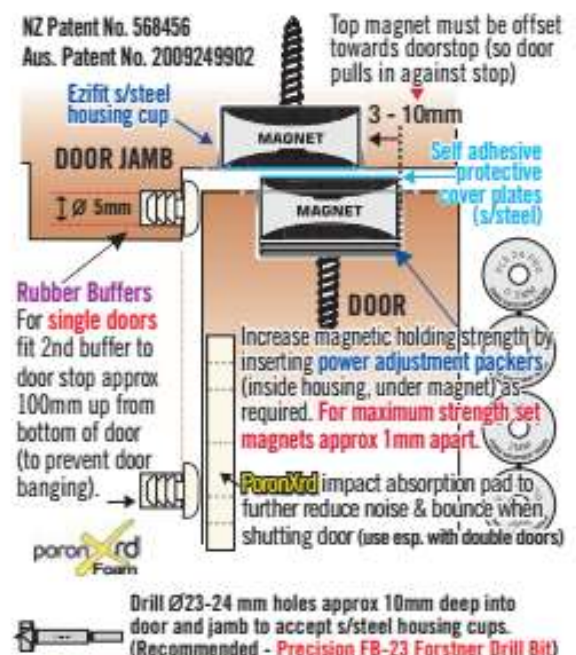 NZ Patent No. 568456
Aus. Patent No. 2009249902
Top magnet must be offset
towards doorstop (so door
pulls in against stop)
Ezifit s/steel
housing cup
3 - 10mm
MAGNET
DOOR JAMB
Self adhesive
protective
cover plates
(s/steel)
Ø 5mm
MAGNET
Rubber Buffers
For single doors
fit 2nd buffer to
door stop approx
100mm up from
bottom of door
(to prevent door
banging).
DOOR
Increase magnetic holding strength by
inserting power adjustment packers
(inside housing, under magnet) as
required. For maximum strength set
magnets approx 1mm apart.
PoronXrd impact absorption pad to
further reduce noise & bounce when
shutting door (use esp. with double doors)
poron Xrd
Foam
Drill Ø23-24 mm holes approx 10mm deep into
door and jamb to accept s/steel housing cups.
(Recommended - Precision FB-23 Forstner Drill Bit)